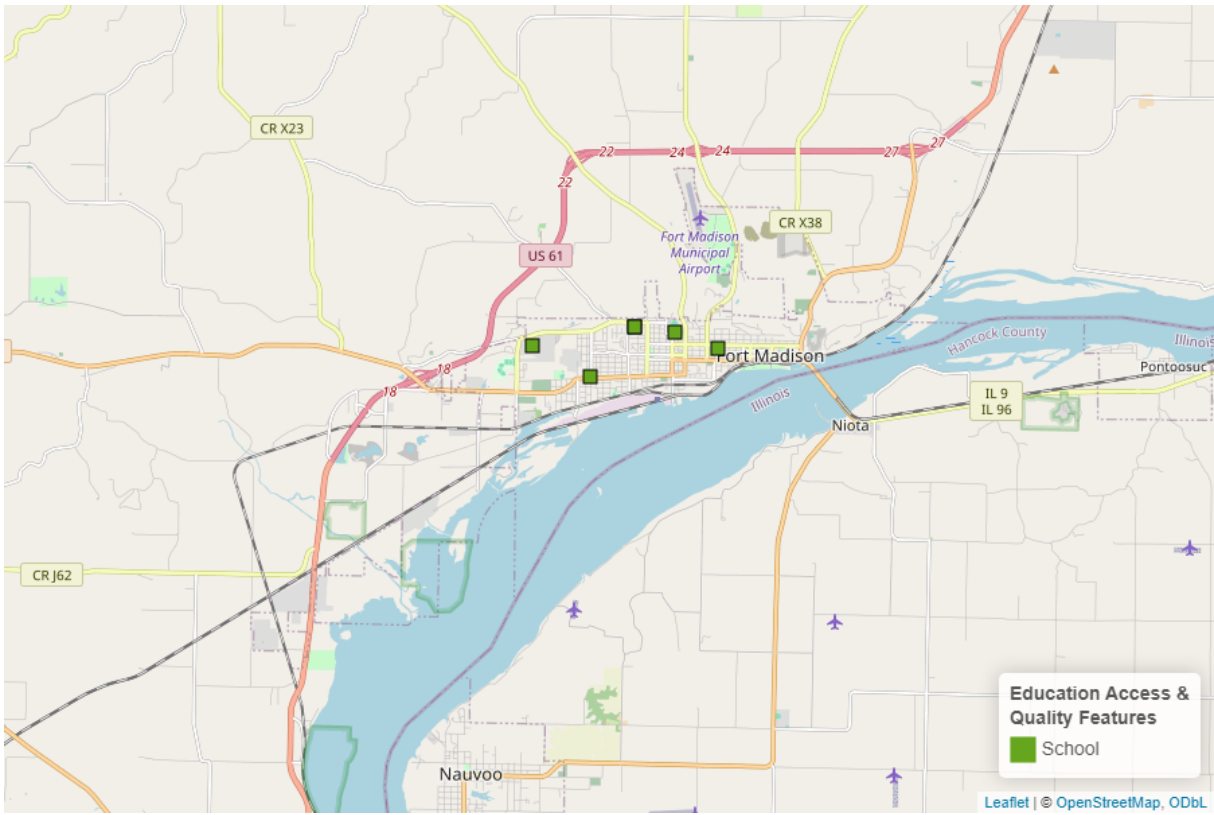 CR X23
22
24
24
27
27
22
CR X38
Fort Madison
Municipal
Airport
US 61
Hancock County
Illinois
Fort Madison
18
18
Pontoosuc
Illinois
IL 9
IL 96
Niota
CR J62
Education Access &
Quality Features
School
Nauvoo
Leaflet | © OpenStreetMap, ODbL